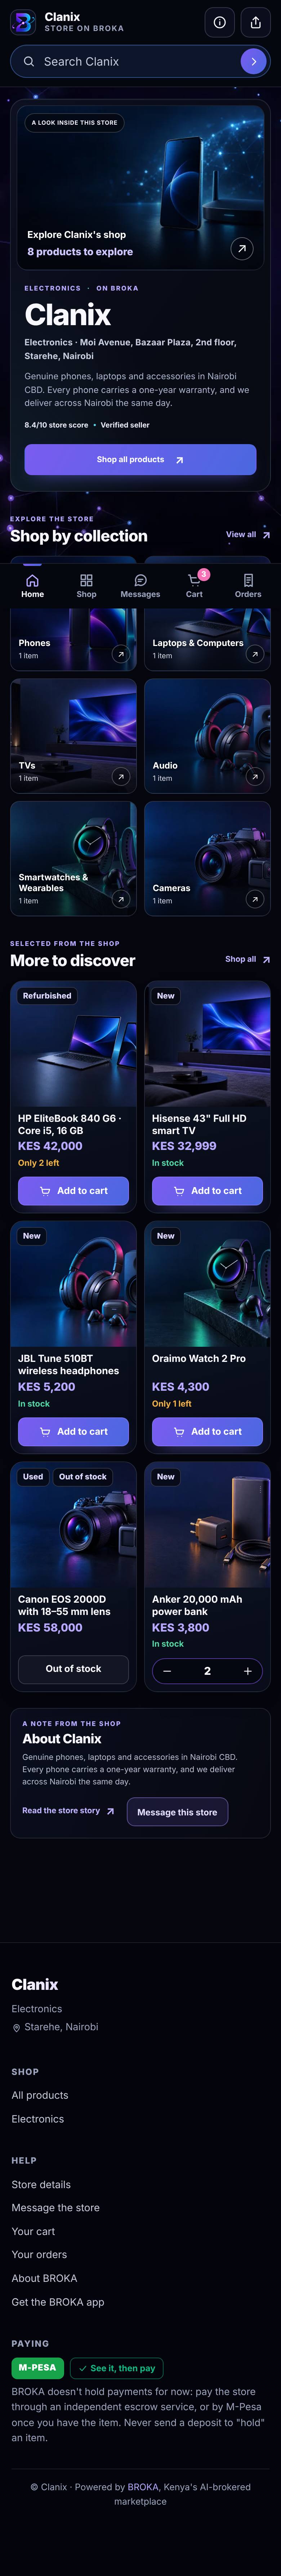 Clanix
STORE ON BROKA
Search Clanix
A LOOK INSIDE THIS STORE
Explore Clanix's shop
8 products to explore
ELECTRONICS · ON BROKA
Clanix
Electronics · Moi Avenue, Bazaar Plaza, 2nd floor,
Starehe, Nairobi
Genuine phones, laptops and accessories in Nairobi
CBD. Every phone carries a one-year warranty, and we
deliver across Nairobi the same day.
8.4/10 store score • Verified seller
Shop all products
EXPLORE THE STORE
Shop by collection
View all
Home
Shop
Messages
3
Cart
Orders
Phones
1 item
Laptops & Computers
1 item
TVs
1 item
Audio
1 item
Smartwatches &
Wearables
1 item
Cameras
1 item
SELECTED FROM THE SHOP
More to discover
Shop all
Refurbished
HP EliteBook 840 G6 ·
Core i5, 16 GB
KES 42,000
Only 2 left
Add to cart
New
Hisense 43" Full HD
smart TV
KES 32,999
In stock
Add to cart
New
JBL Tune 510BT
wireless headphones
KES 5,200
In stock
Add to cart
New
Oraimo Watch 2 Pro
KES 4,300
Only 1 left
Add to cart
Used
Out of stock
Canon EOS 2000D
with 18–55 mm lens
KES 58,000
Out of stock
New
Anker 20,000 mAh
power bank
KES 3,800
In stock
− 2 +
A NOTE FROM THE SHOP
About Clanix
Genuine phones, laptops and accessories in Nairobi CBD.
Every phone carries a one-year warranty, and we deliver
across Nairobi the same day.
Read the store story
Message this store
Clanix
Electronics
Starehe, Nairobi
SHOP
All products
Electronics
HELP
Store details
Message the store
Your cart
Your orders
About BROKA
Get the BROKA app
PAYING
M-PESA
See it, then pay
BROKA doesn't hold payments for now: pay the store
through an independent escrow service, or by M-Pesa
once you have the item. Never send a deposit to "hold"
an item.
© Clanix · Powered by BROKA, Kenya's AI-brokered
marketplace